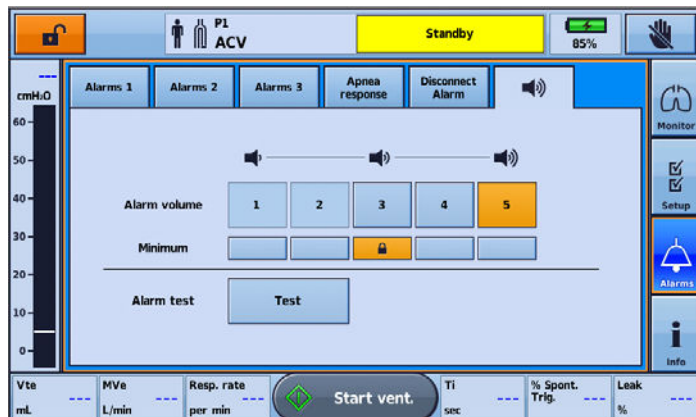 P1
ACV
Standby
85%
Alarms 1
Alarms 2
Alarms 3
Apnea
response
Disconnect
Alarm
---
cmH₂O
60
50
40
30
20
10
0
Alarm volume
1
2
3
4
5
Minimum
Alarm test
Test
Monitor
Setup
Alarms
Info
Vte
---
mL
MVe
---
L/min
Resp. rate
---
per min
Start vent.
Ti
---
sec
% Spont.
Trig.
---
Leak
---
%